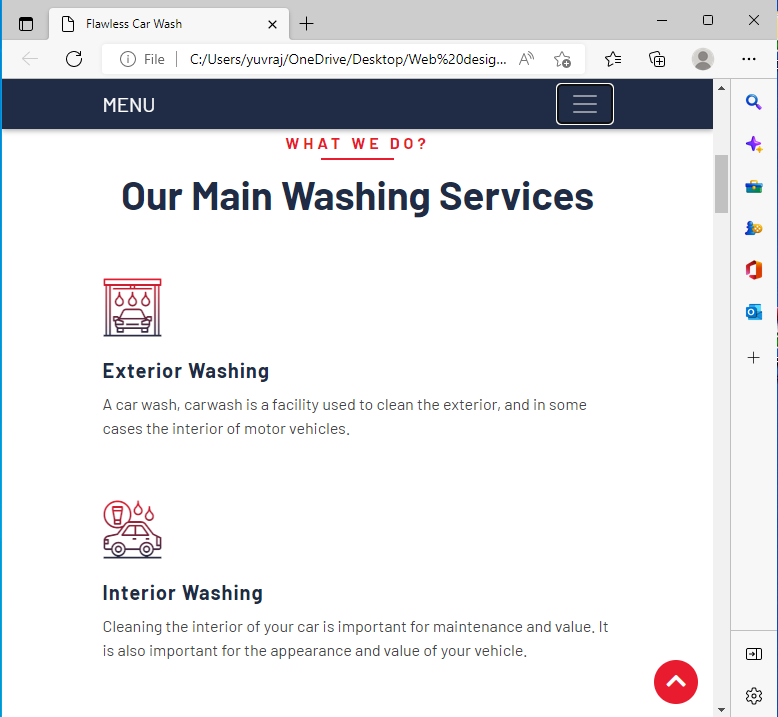 Flawless Car Wash
File C:/Users/yuvraj/OneDrive/Desktop/Web%20desig...
MENU
WHAT WE DO?
Our Main Washing Services
Exterior Washing
A car wash, carwash is a facility used to clean the exterior, and in some
cases the interior of motor vehicles.
Interior Washing
Cleaning the interior of your car is important for maintenance and value. It
is also important for the appearance and value of your vehicle.